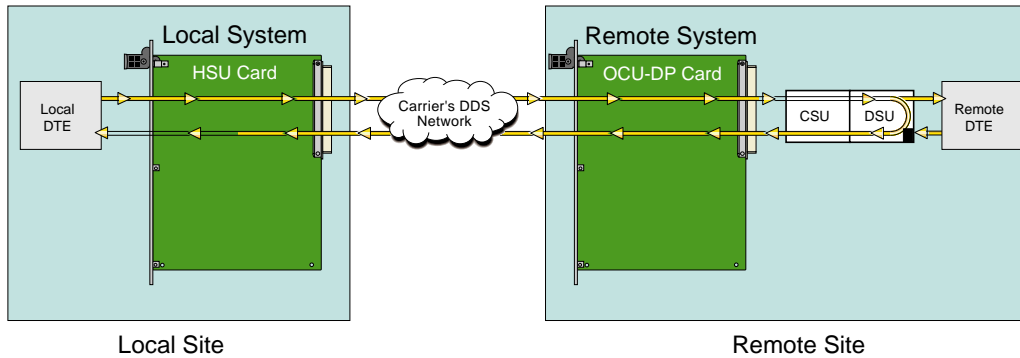 Local System
Remote System
HSU Card
OCU-DP Card
Local
DTE
Carrier's DDS
Network
CSU
DSU
Remote
DTE
Local Site
Remote Site